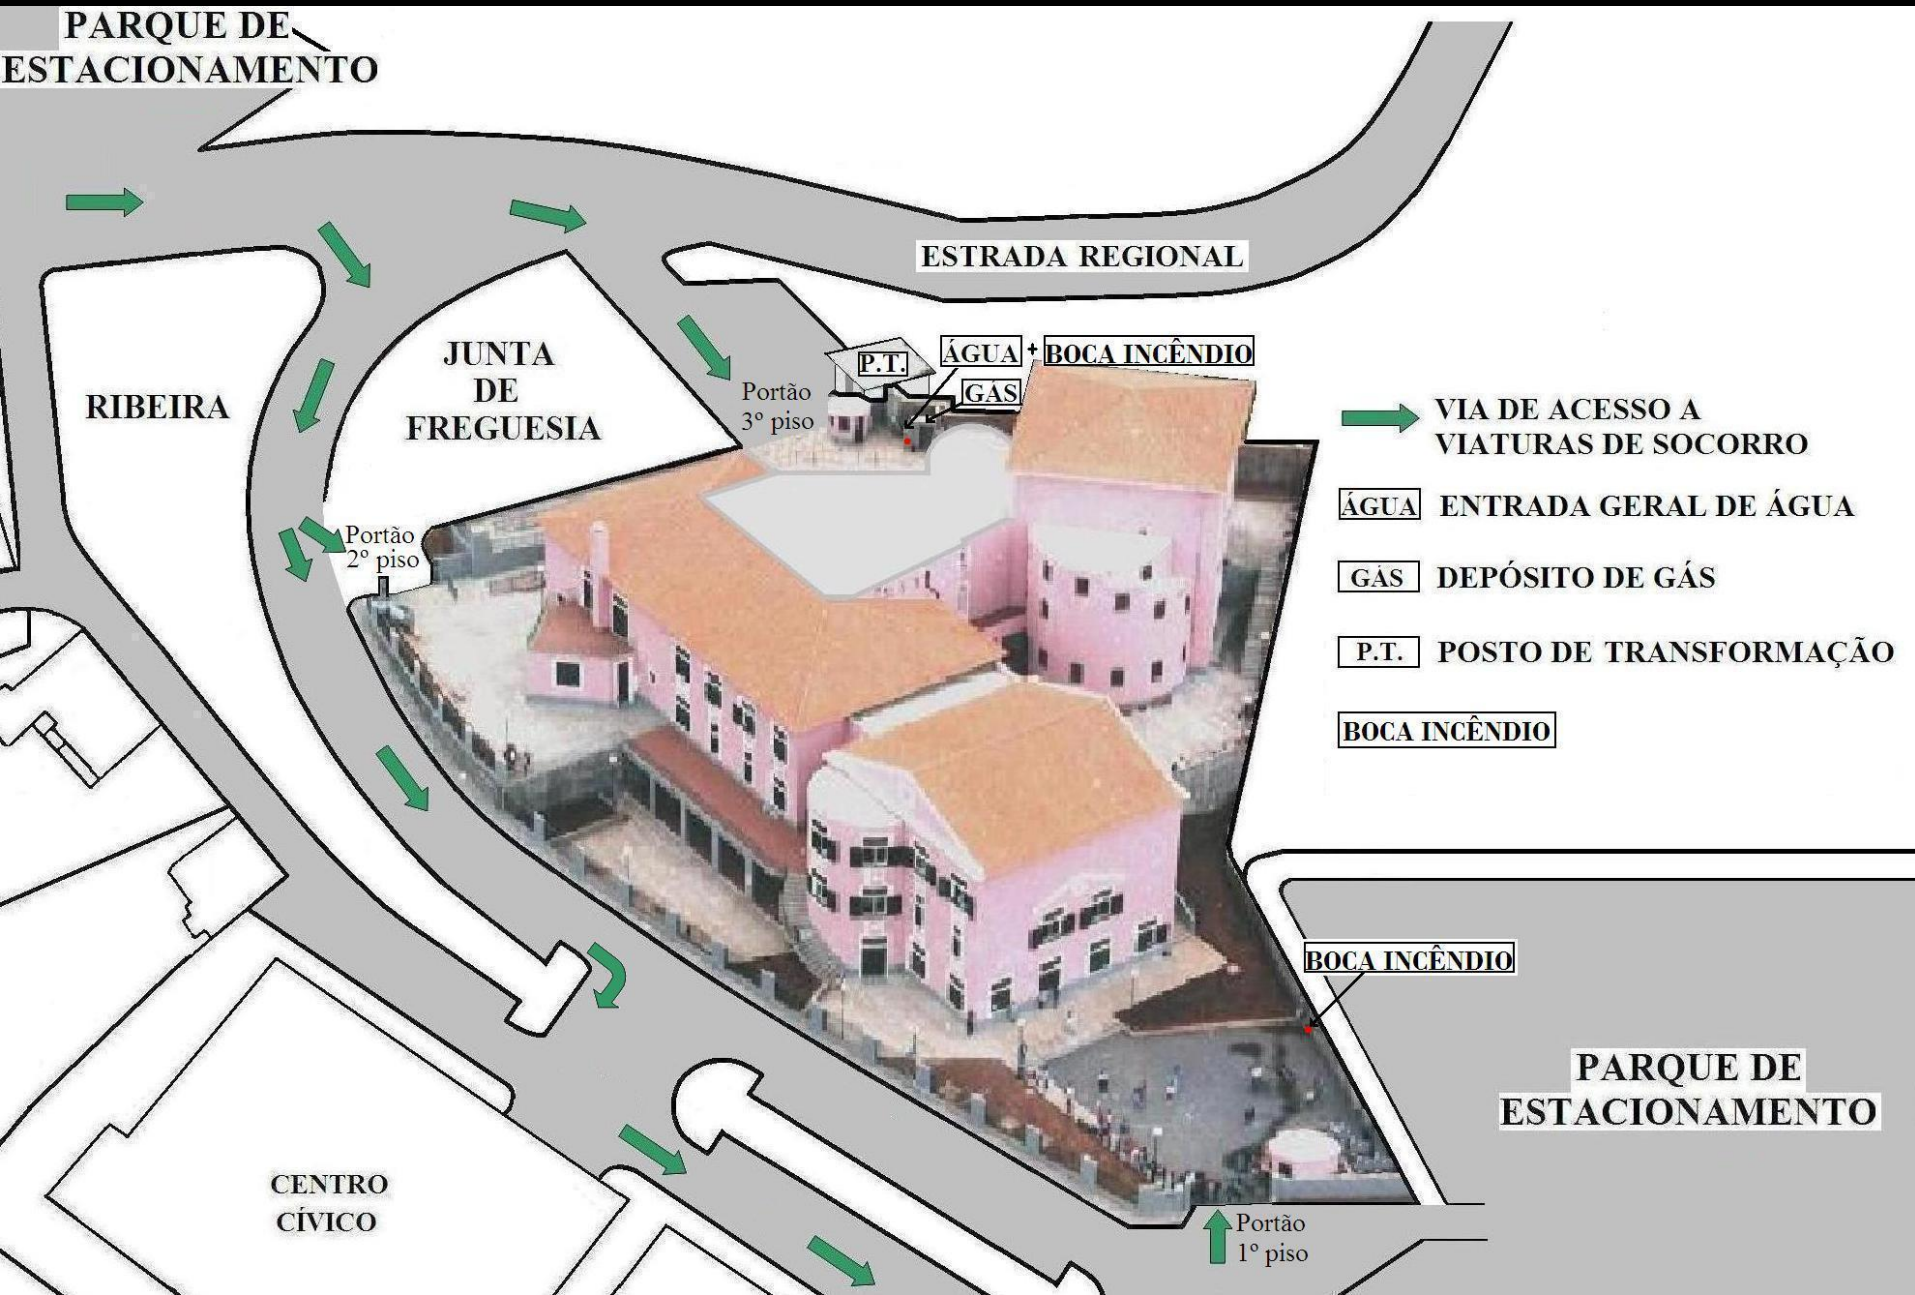 PARQUE DE
ESTACIONAMENTO
ESTRADA REGIONAL
JUNTA
DE
FREGUESIA
RIBEIRA
P.T.
ÁGUA + BOCA INCÊNDIO
GÁS
Portão
3º piso
VIA DE ACESSO A
VIATURAS DE SOCORRO
ÁGUA ENTRADA GERAL DE ÁGUA
GÁS DEPÓSITO DE GÁS
P.T. POSTO DE TRANSFORMAÇÃO
BOCA INCÊNDIO
Portão
2º piso
BOCA INCÊNDIO
PARQUE DE
ESTACIONAMENTO
CENTRO
CÍVICO
Portão
1º piso